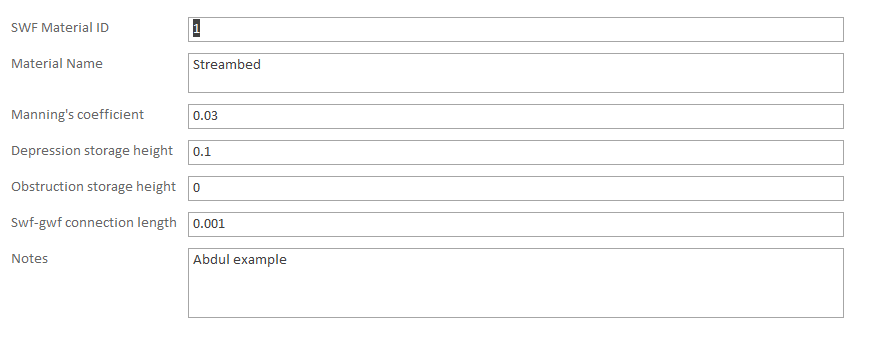 SWF Material ID 1
Material Name Streambed
Manning's coefficient 0.03
Depression storage height 0.1
Obstruction storage height 0
Swf-gwf connection length 0.001
Notes Abdul example